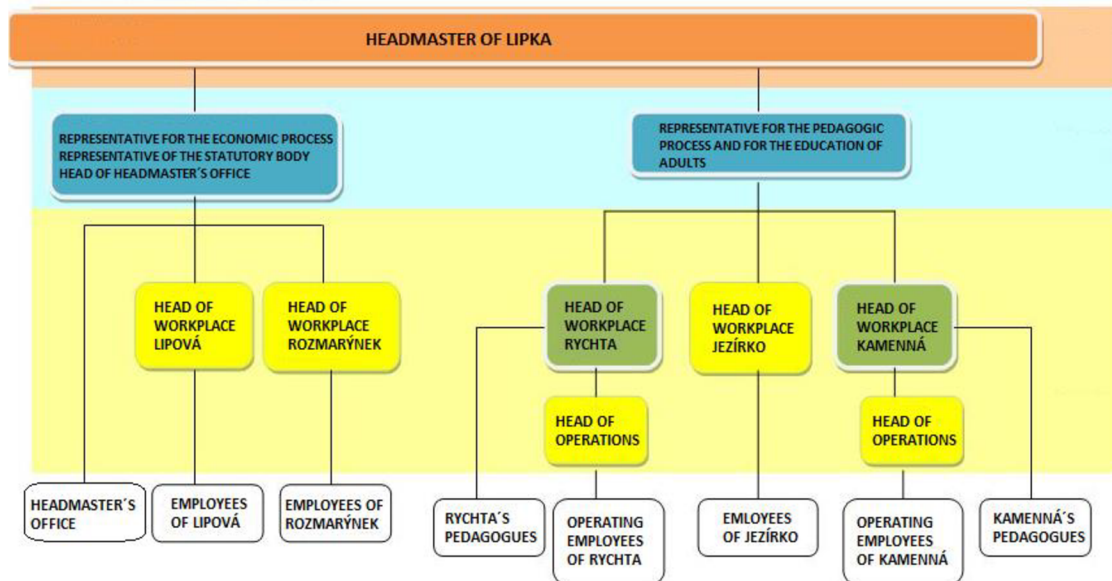 HEADMASTER OF LIPKA
REPRESENTATIVE FOR THE ECONOMIC PROCESS
REPRESENTATIVE OF THE STATUTORY BODY
HEAD OF HEADMASTER´S OFFICE
REPRESENTATIVE FOR THE PEDAGOGIC
PROCESS AND FOR THE EDUCATION OF
ADULTS
HEAD OF
WORKPLACE
LIPOVÁ
HEAD OF
WORKPLACE
ROZMARÝNEK
HEAD OF
WORKPLACE
RYCHTA
HEAD OF
WORKPLACE
JEZÍRKO
HEAD OF
WORKPLACE
KAMENNÁ
HEAD OF
OPERATIONS
HEAD OF
OPERATIONS
HEADMASTER´S
OFFICE
EMPLOYEES
OF LIPOVÁ
EMPLOYEES OF
ROZMARÝNEK
RYCHTA´S
PEDAGOGUES
OPERATING
EMPLOYEES
OF RYCHTA
EMLOYEES
OF JEZÍRKO
OPERATING
EMPLOYEES
OF KAMENNÁ
KAMENNÁ´S
PEDAGOGUES